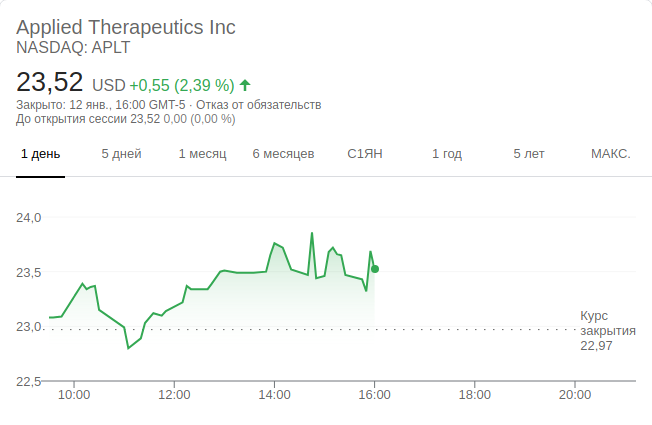 Applied Therapeutics Inc
NASDAQ: APLT
23,52 USD +0,55 (2,39 %)
Закрыто: 12 янв., 16:00 GMT-5 · Отказ от обязательств
До открытия сессии 23,52 0,00 (0,00 %)
1 день 5 дней 1 месяц 6 месяцев С1ЯН 1 год 5 лет МАКС.
24,0
23,5
23,0
22,5
Курс
закрытия
22,97
10:00 12:00 14:00 16:00 18:00 20:00